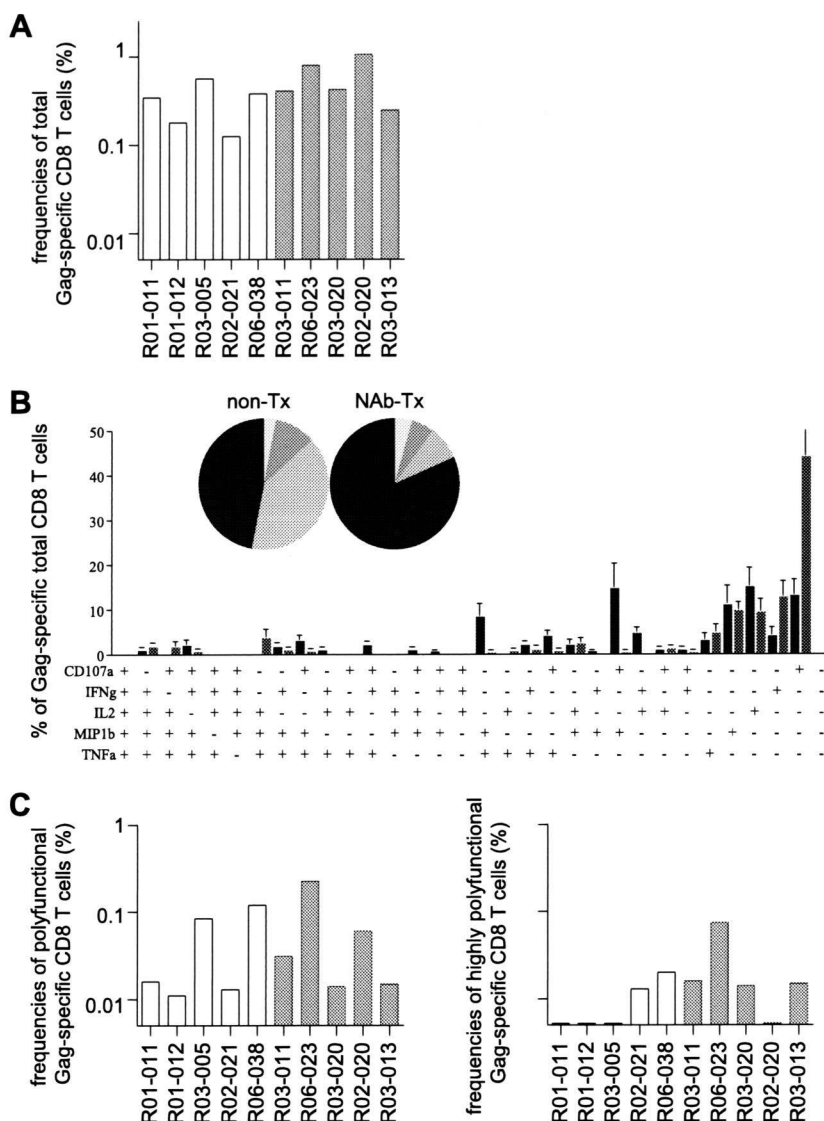 A
frequencies of total
Gag-specific CD8 T cells (%)
1
0.1
0.01
R01-011 R01-012 R03-005 R02-021 R06-038 R03-011 R06-023 R03-020 R02-020 R03-013
B
non-Tx NAb-Tx
% of Gag-specific total CD8 T cells
50
40
30
20
10
0
CD107a + - + + + + - - + - + + - + + + - - - + - - + - + + - - - - + -
IFNg + + - + + + - + - + - + + - + + - - + - - + - + - + - - - + - -
IL2 + + + - + + + - - + + - + + - + - + - - + - - + + - - - + - - -
MIP1b + + + + - + + + + - - - + + + - + - - - + + + - - - - + - - - -
TNFa + + + + + - + + + + + + - - - - + + + + - - - - - - + - - - - -
C
frequencies of polyfunctional
Gag-specific CD8 T cells (%)
1
0.1
0.01
R01-011 R01-012 R03-005 R02-021 R06-038 R03-011 R06-023 R03-020 R02-020 R03-013
frequencies of highly polyfunctional
Gag-specific CD8 T cells (%)
R01-011 R01-012 R03-005 R02-021 R06-038 R03-011 R06-023 R03-020 R02-020 R03-013